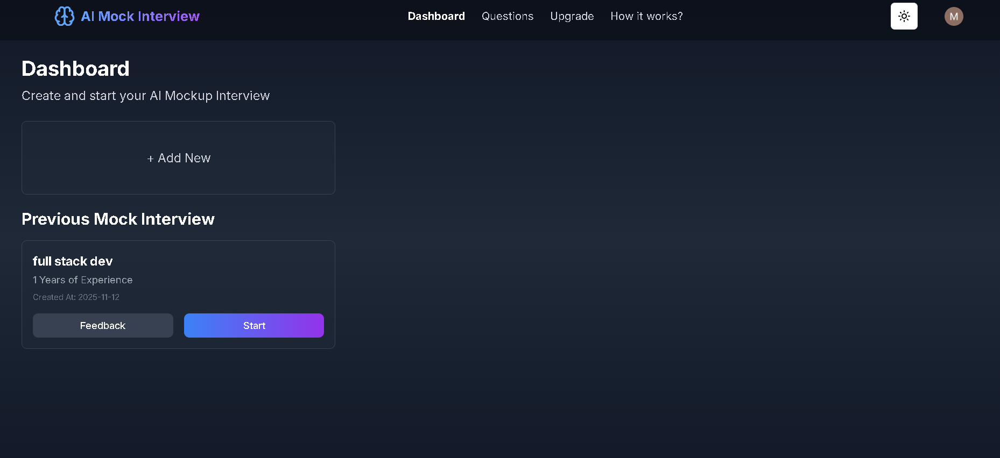 AI Mock Interview
Dashboard Questions Upgrade How it works?
M
Dashboard
Create and start your AI Mockup Interview
+ Add New
Previous Mock Interview
full stack dev
1 Years of Experience
Created At: 2025-11-12
Feedback Start